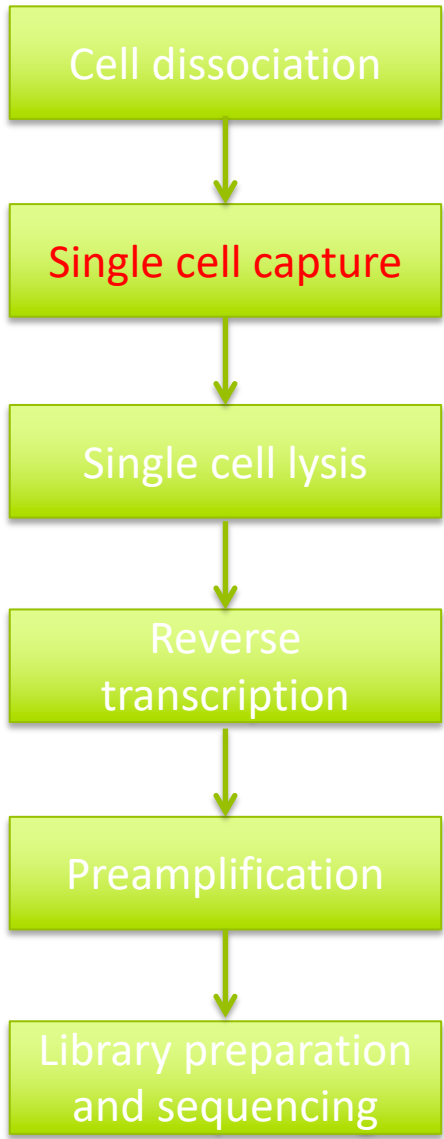 Cell dissociation
Single cell capture
Single cell lysis
Reverse
transcription
Preamplification
Library preparation
and sequencing